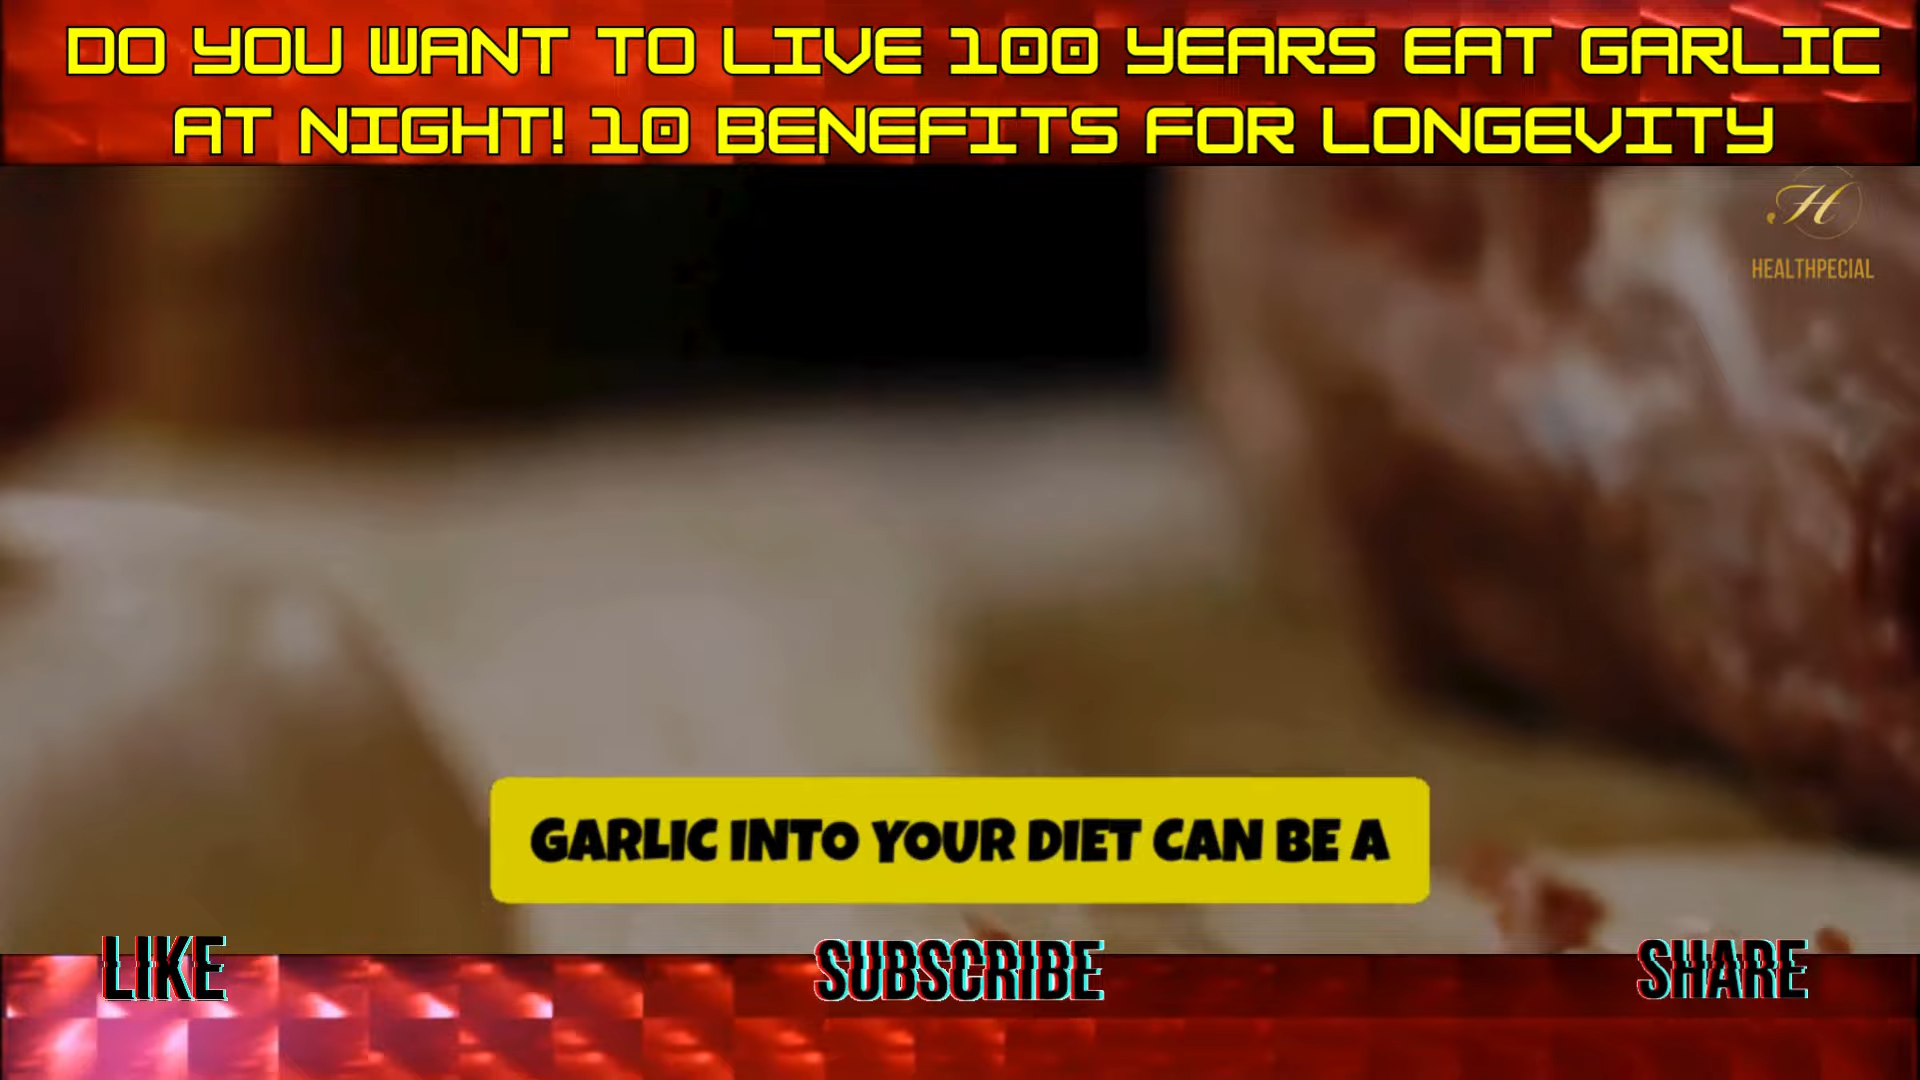 DO YOU WANT TO LIVE 100 YEARS EAT GARLIC
AT NIGHT! 10 BENEFITS FOR LONGEVITY
H
HEALTHPECIAL
GARLIC INTO YOUR DIET CAN BE A
LIKE
SUBSCRIBE
SHARE